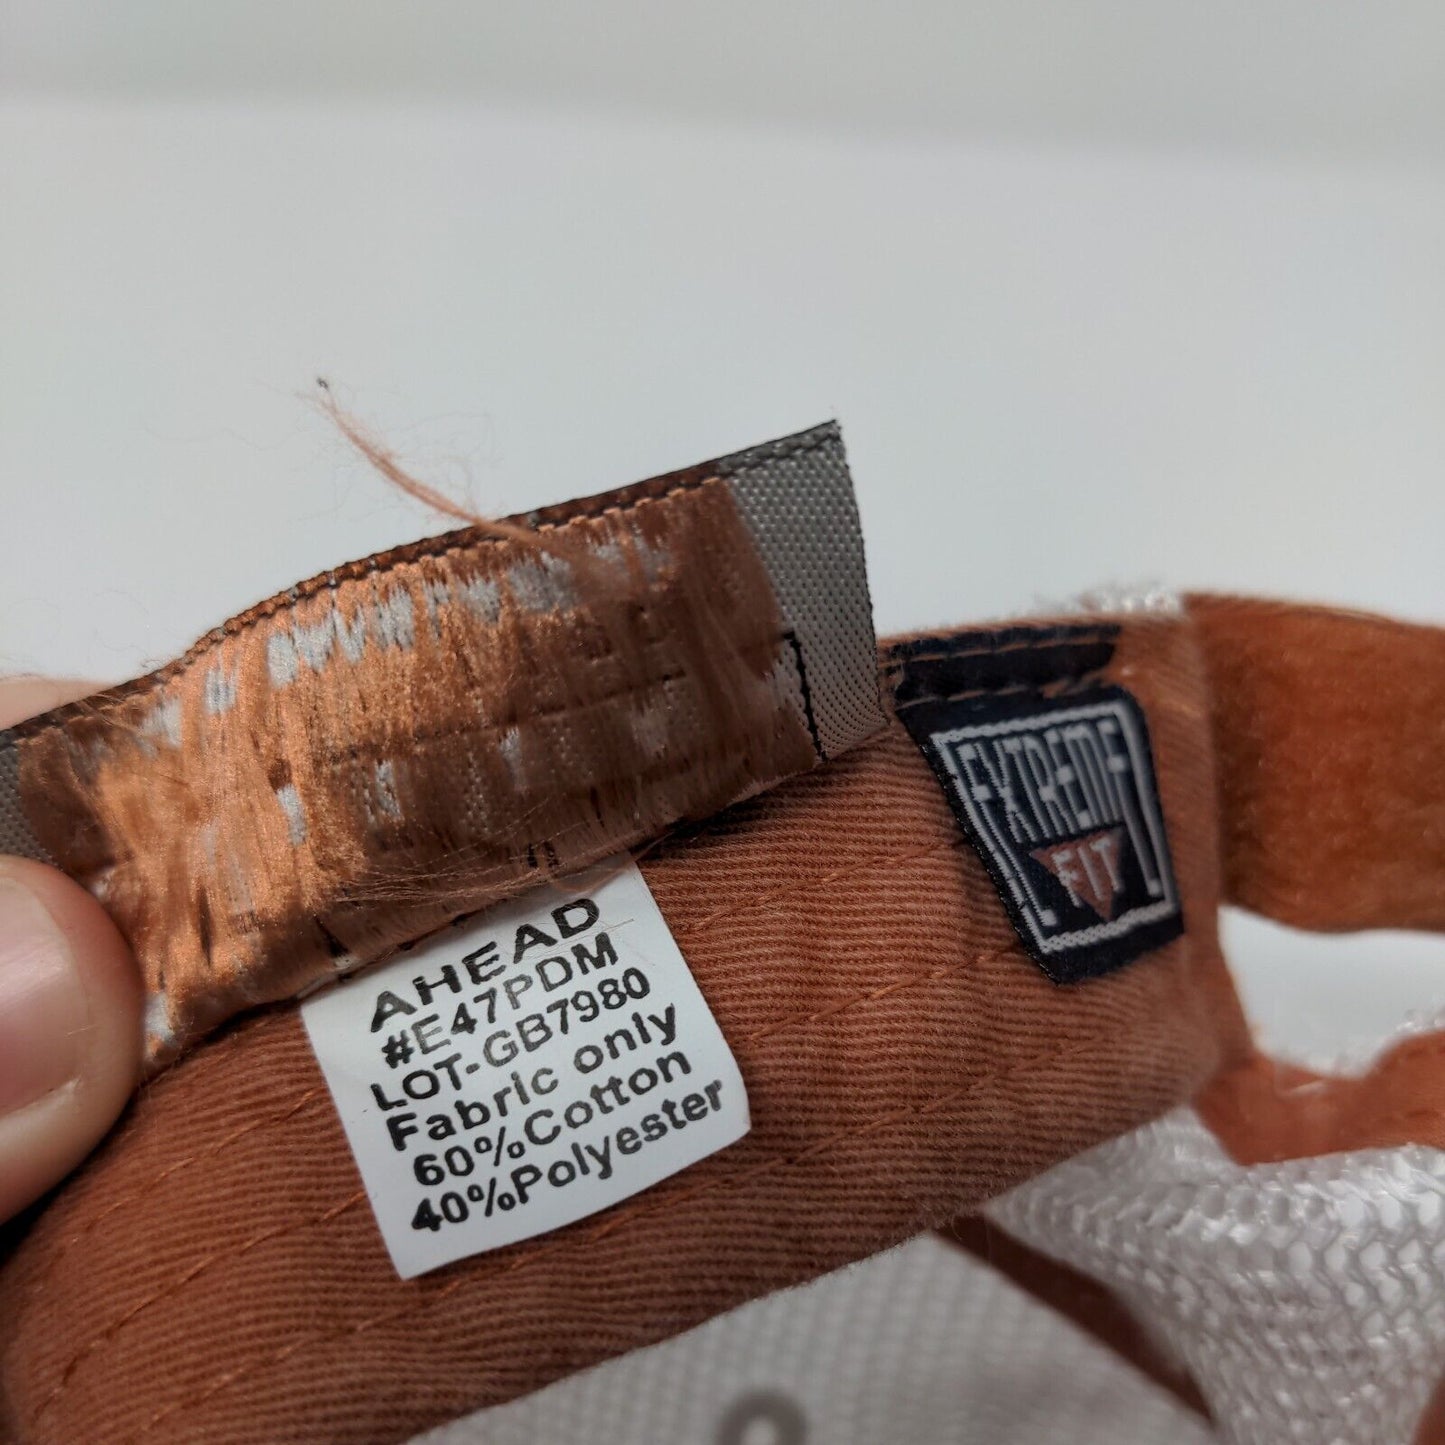 AHEAD
#E47PDM
LOT-GB7980
Fabric only
60%Cotton
40%Polyester
EXTREME
FIT